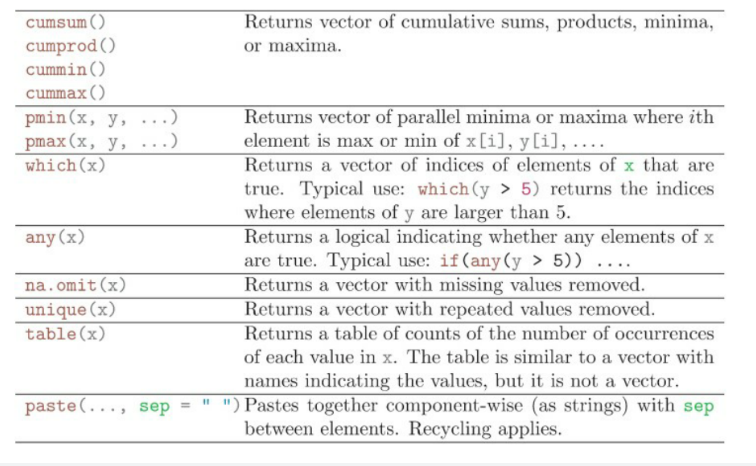 cumsum() Returns vector of cumulative sums, products, minima,
cumprod() or maxima.
cummin()
cummax()
pmin(x, y, ...) Returns vector of parallel minima or maxima where ith
pmax(x, y, ...) element is max or min of x[i], y[i], ....
which(x) Returns a vector of indices of elements of x that are
true. Typical use: which(y > 5) returns the indices
where elements of y are larger than 5.
any(x) Returns a logical indicating whether any elements of x
are true. Typical use: if(any(y > 5)) ....
na.omit(x) Returns a vector with missing values removed.
unique(x) Returns a vector with repeated values removed.
table(x) Returns a table of counts of the number of occurrences
of each value in x. The table is similar to a vector with
names indicating the values, but it is not a vector.
paste(..., sep = " ") Pastes together component-wise (as strings) with sep
between elements. Recycling applies.